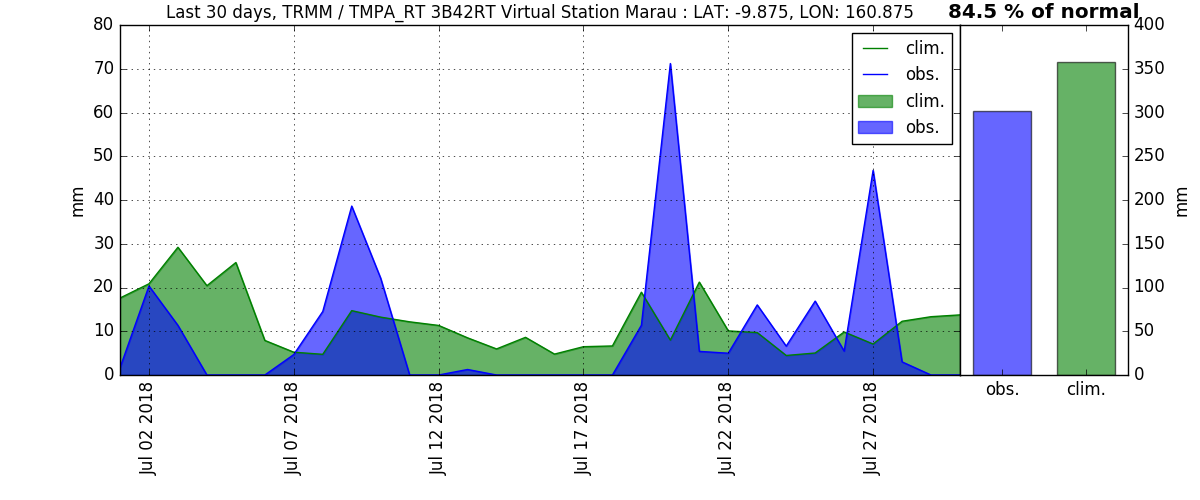 Last 30 days, TRMM / TMPA_RT 3B42RT Virtual Station Marau : LAT: -9.875, LON: 160.875
84.5 % of normal
80
70
60
50
40
30
20
10
0
mm
clim.
obs.
clim.
obs.
Jul 02 2018
Jul 07 2018
Jul 12 2018
Jul 17 2018
Jul 22 2018
Jul 27 2018
400
350
300
250
200
150
100
50
0
mm
obs.
clim.